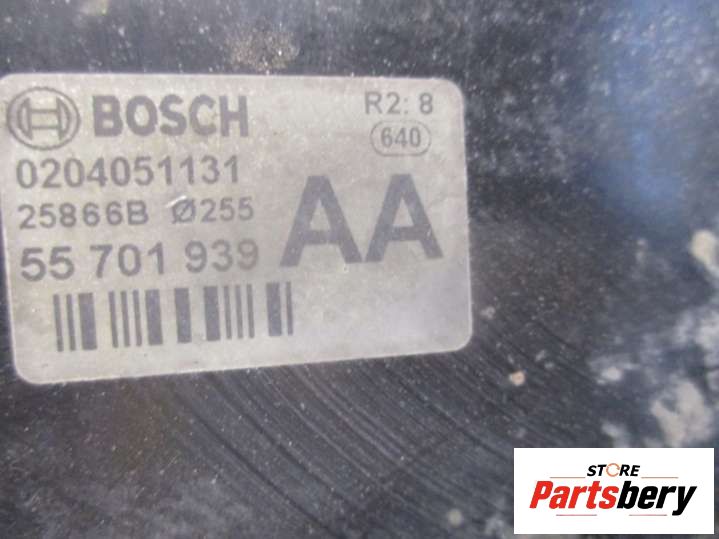 BOSCH
R2: 8
640
0204051131
25866B Ø255
55 701 939
AA
STORE
Partsbery